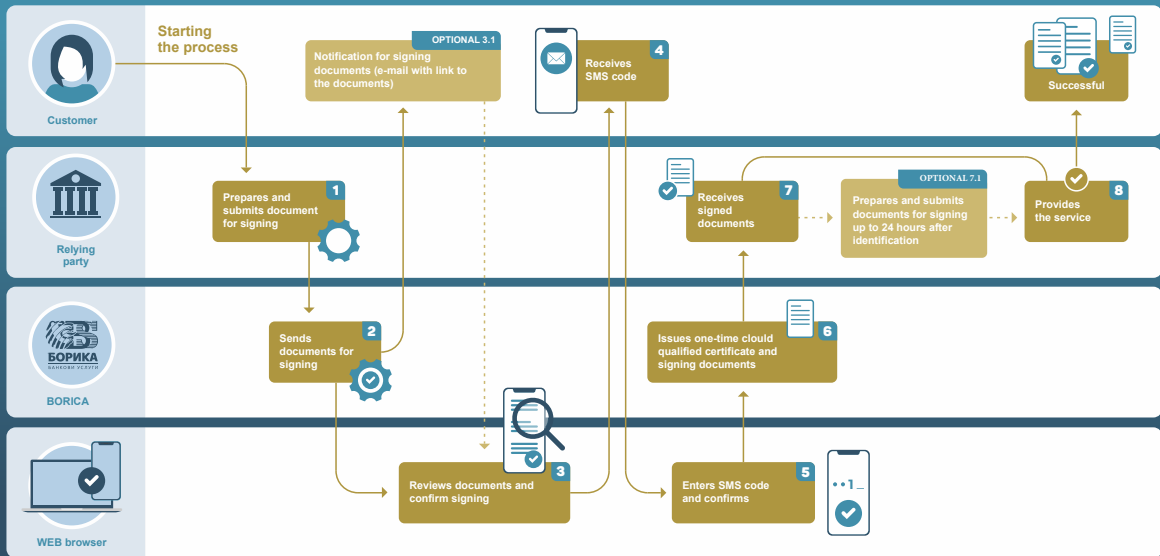 Starting
the process
Customer
OPTIONAL 3.1
Notification for signing
documents (e-mail with link to
the documents)
4
Receives
SMS code
Successful
Relying
party
1
Prepares and
submits document
for signing
7
Receives
signed
documents
OPTIONAL 7.1
Prepares and submits
documents for signing
up to 24 hours after
identification
8
Provides
the service
БОРИКА
БАНКОВИ УСЛУГИ
BORICA
2
Sends
documents for
signing
6
Issues one-time cloud
qualified certificate and
signing documents
WEB browser
3
Reviews documents and
confirm signing
5
Enters SMS code
and confirms
••1_